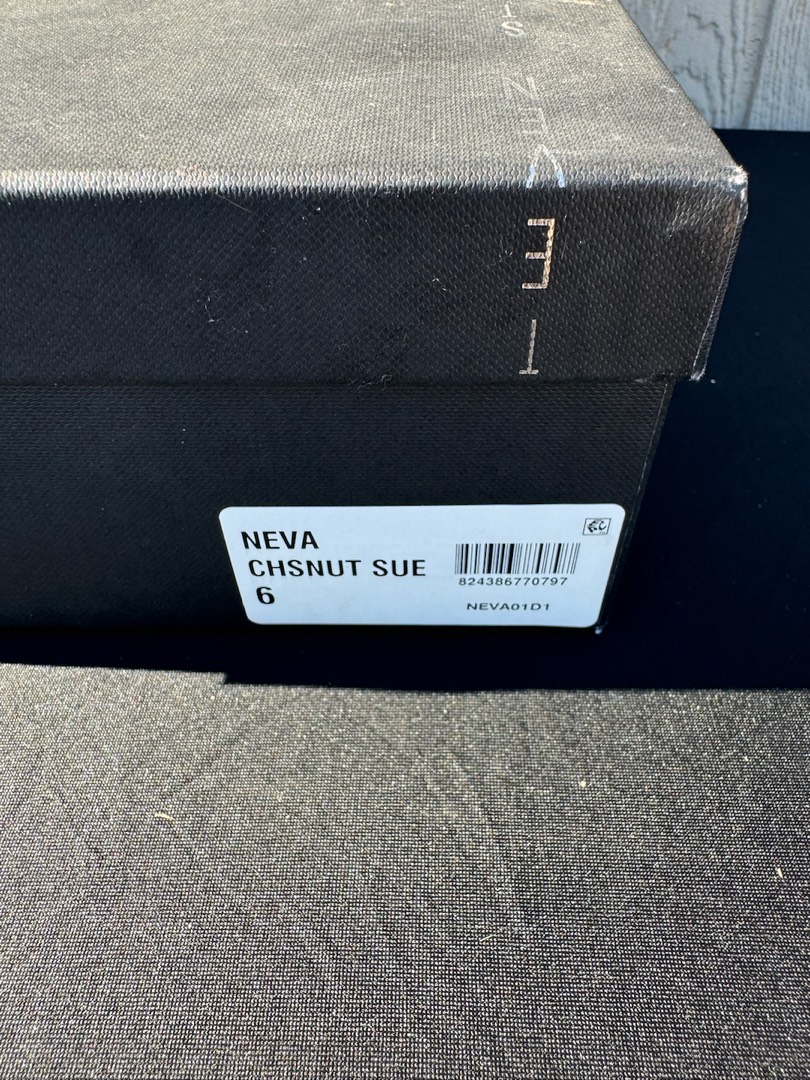 NEVA
CHSNUT SUE
6
824386770797
NEVA01D1